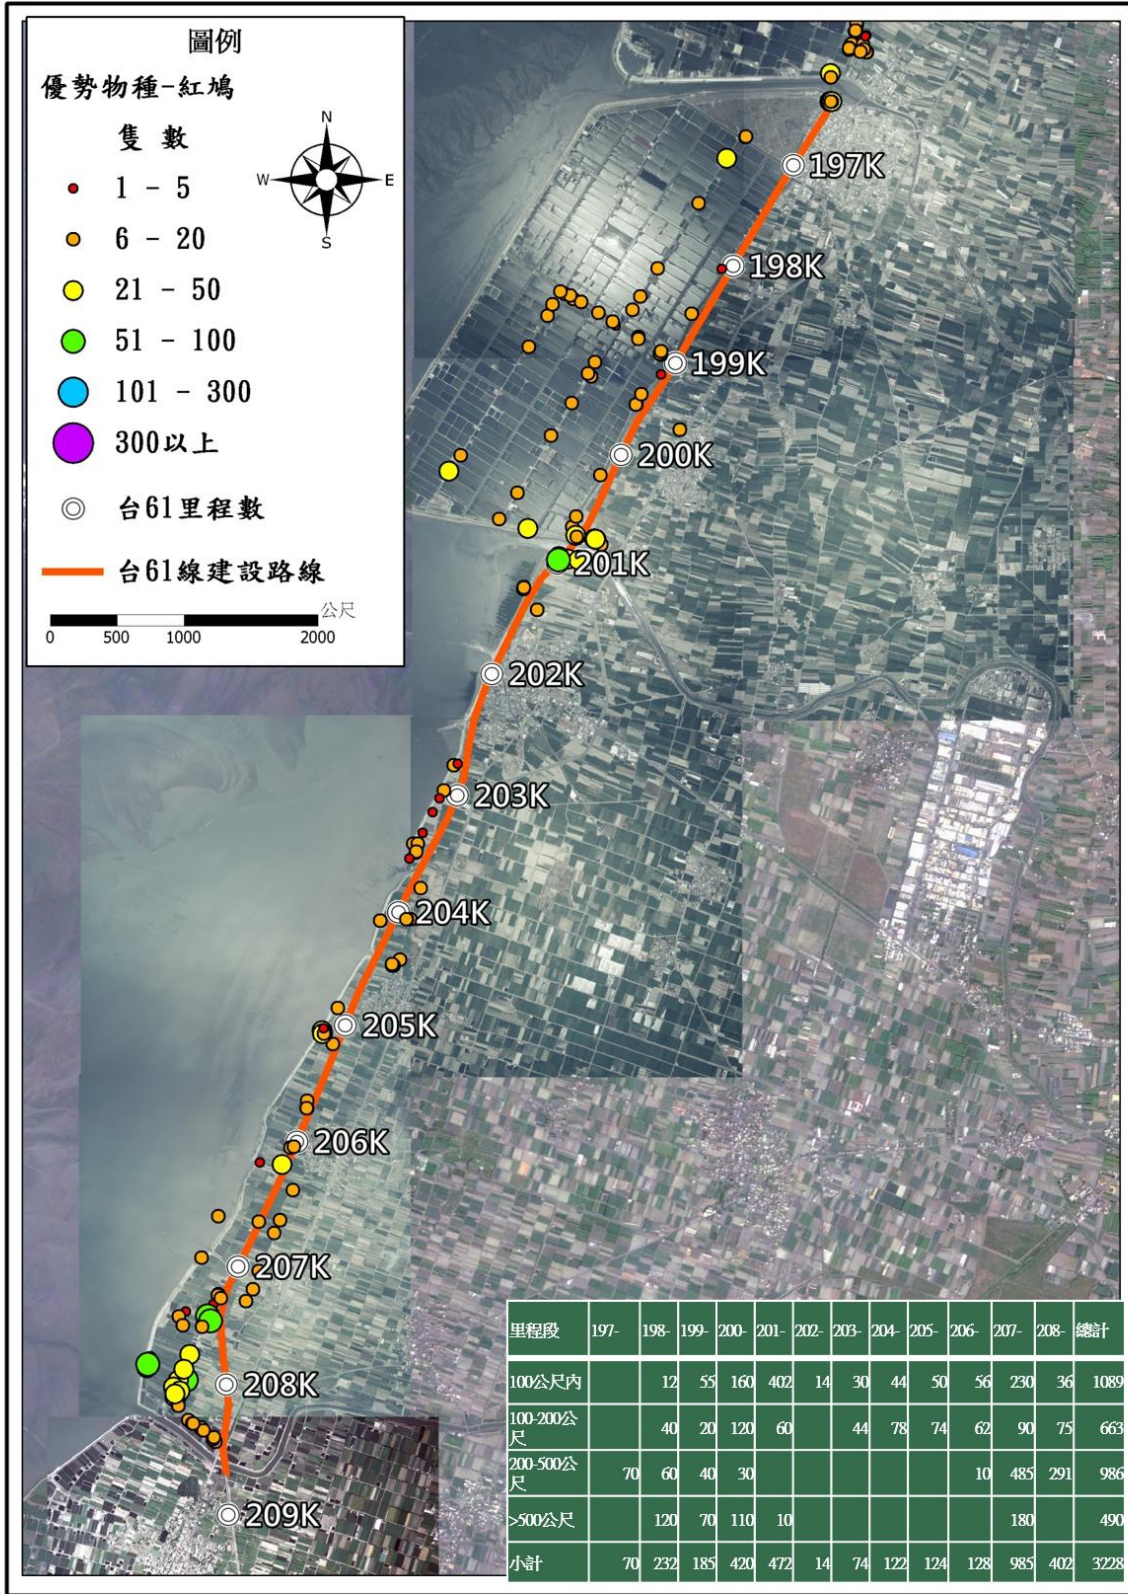 圖例
優勢物種-紅鳩
隻 數
N
W E
S
1 - 5
6 - 20
21 - 50
51 - 100
101 - 300
300以上
台61里程數
台61線建設路線
公尺
0 500 1000 2000
197K
198K
199K
200K
201K
202K
203K
204K
205K
206K
207K
208K
209K
里程段 197- 198- 199- 200- 201- 202- 203- 204- 205- 206- 207- 208- 總計
100公尺內 12 55 160 402 14 30 44 50 56 230 36 1089
100-200公
尺 40 20 120 60 44 78 74 62 90 75 663
200-500公
尺 70 60 40 30 10 485 291 986
>500公尺 120 70 110 10 180 490
小計 70 232 185 420 472 14 74 122 124 128 985 402 3228